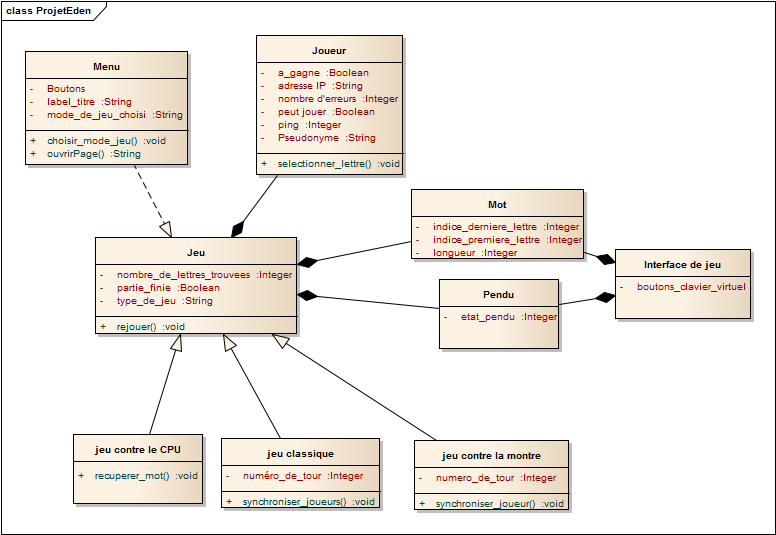 class ProjetEden
Menu
- Boutons
- label_titre :String
- mode_de_jeu_choisi :String
+ choisir_mode_jeu() :void
+ ouvrirPage() :String
Joueur
- a_gagne :Boolean
- adresse IP :String
- nombre d'erreurs :Integer
- peut jouer :Boolean
- ping :Integer
- Pseudonyme :String
+ selectionner_lettre() :void
Mot
- indice_derniere_lettre :Integer
- indice_premiere_lettre :Integer
- longueur :Integer
Jeu
- nombre_de_lettres_trouvees :Integer
- partie_finie :Boolean
- type_de_jeu :String
+ rejouer() :void
Interface de jeu
- boutons_clavier_virtuel
Pendu
- etat_pendu :Integer
jeu contre le CPU
+ recuperer_mot() :void
jeu classique
- numéro_de_tour :Integer
+ synchroniser_joueurs() :void
jeu contre la montre
- numero_de_tour :Integer
+ synchroniser_joueur() :void